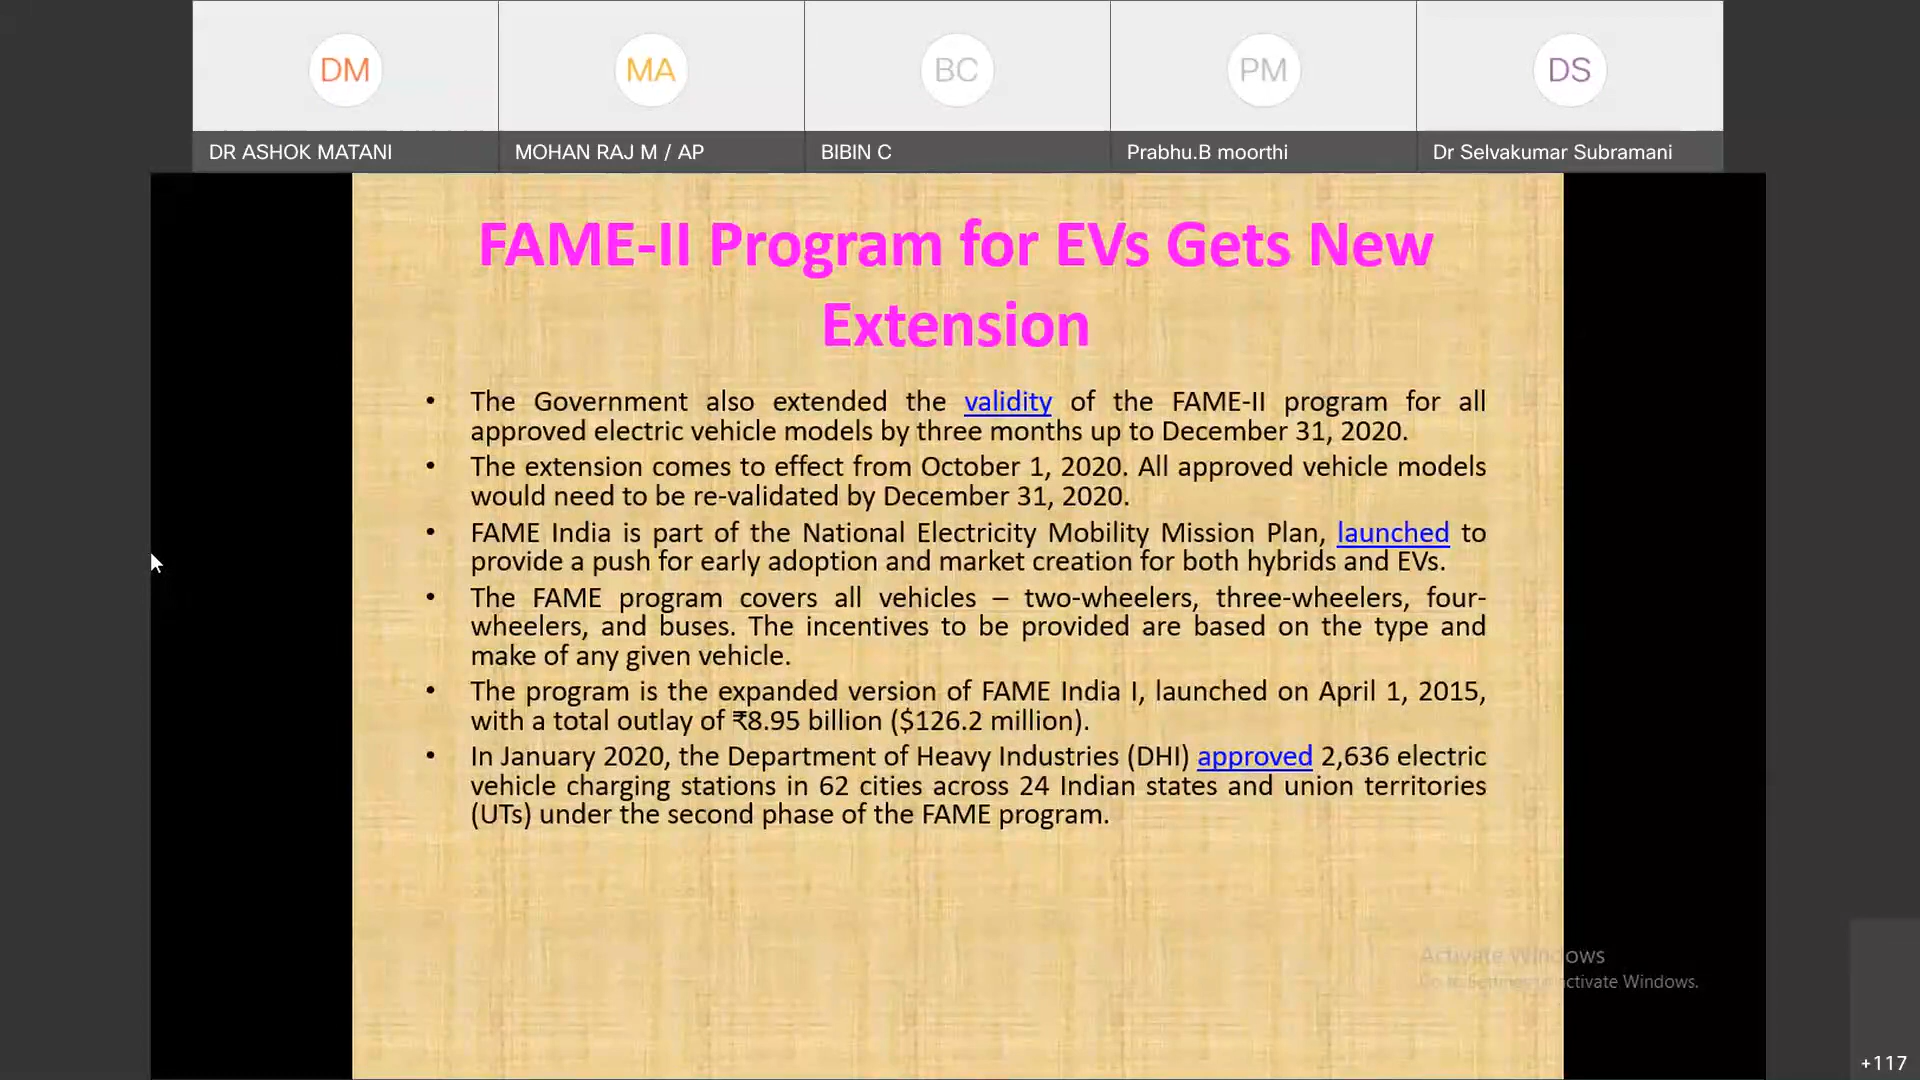 DM
MA
BC
PM
DS
DR ASHOK MATANI
MOHAN RAJ M / AP
BIBIN C
Prabhu.B moorthi
Dr Selvakumar Subramani
FAME-II Program for EVs Gets New
Extension
• The Government also extended the validity of the FAME-II program for all
approved electric vehicle models by three months up to December 31, 2020.
• The extension comes to effect from October 1, 2020. All approved vehicle models
would need to be re-validated by December 31, 2020.
• FAME India is part of the National Electricity Mobility Mission Plan, launched to
provide a push for early adoption and market creation for both hybrids and EVs.
• The FAME program covers all vehicles – two-wheelers, three-wheelers, four-
wheelers, and buses. The incentives to be provided are based on the type and
make of any given vehicle.
• The program is the expanded version of FAME India I, launched on April 1, 2015,
with a total outlay of ₹8.95 billion ($126.2 million).
• In January 2020, the Department of Heavy Industries (DHI) approved 2,636 electric
vehicle charging stations in 62 cities across 24 Indian states and union territories
(UTs) under the second phase of the FAME program.
Activate Windows
Go to Settings to activate Windows.
+117